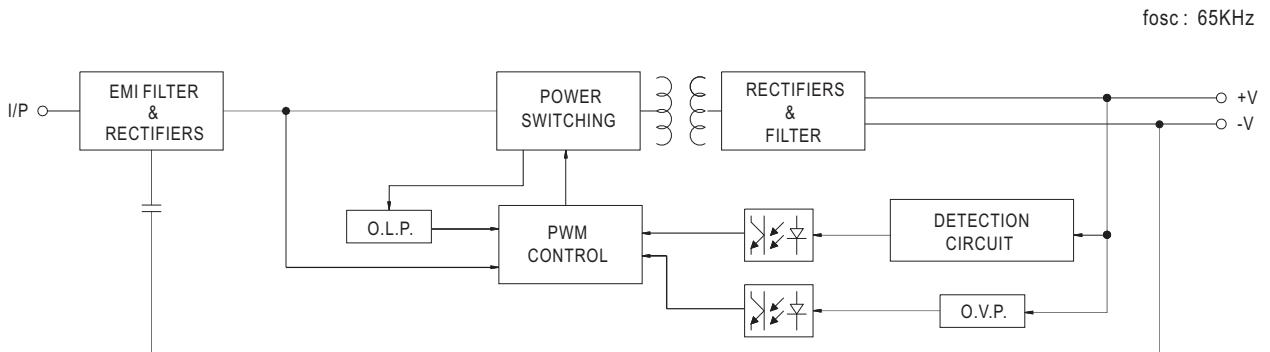 fosc : 65KHz
I/P
EMI FILTER
&
RECTIFIERS
POWER
SWITCHING
RECTIFIERS
&
FILTER
+V
-V
O.L.P.
PWM
CONTROL
DETECTION
CIRCUIT
O.V.P.